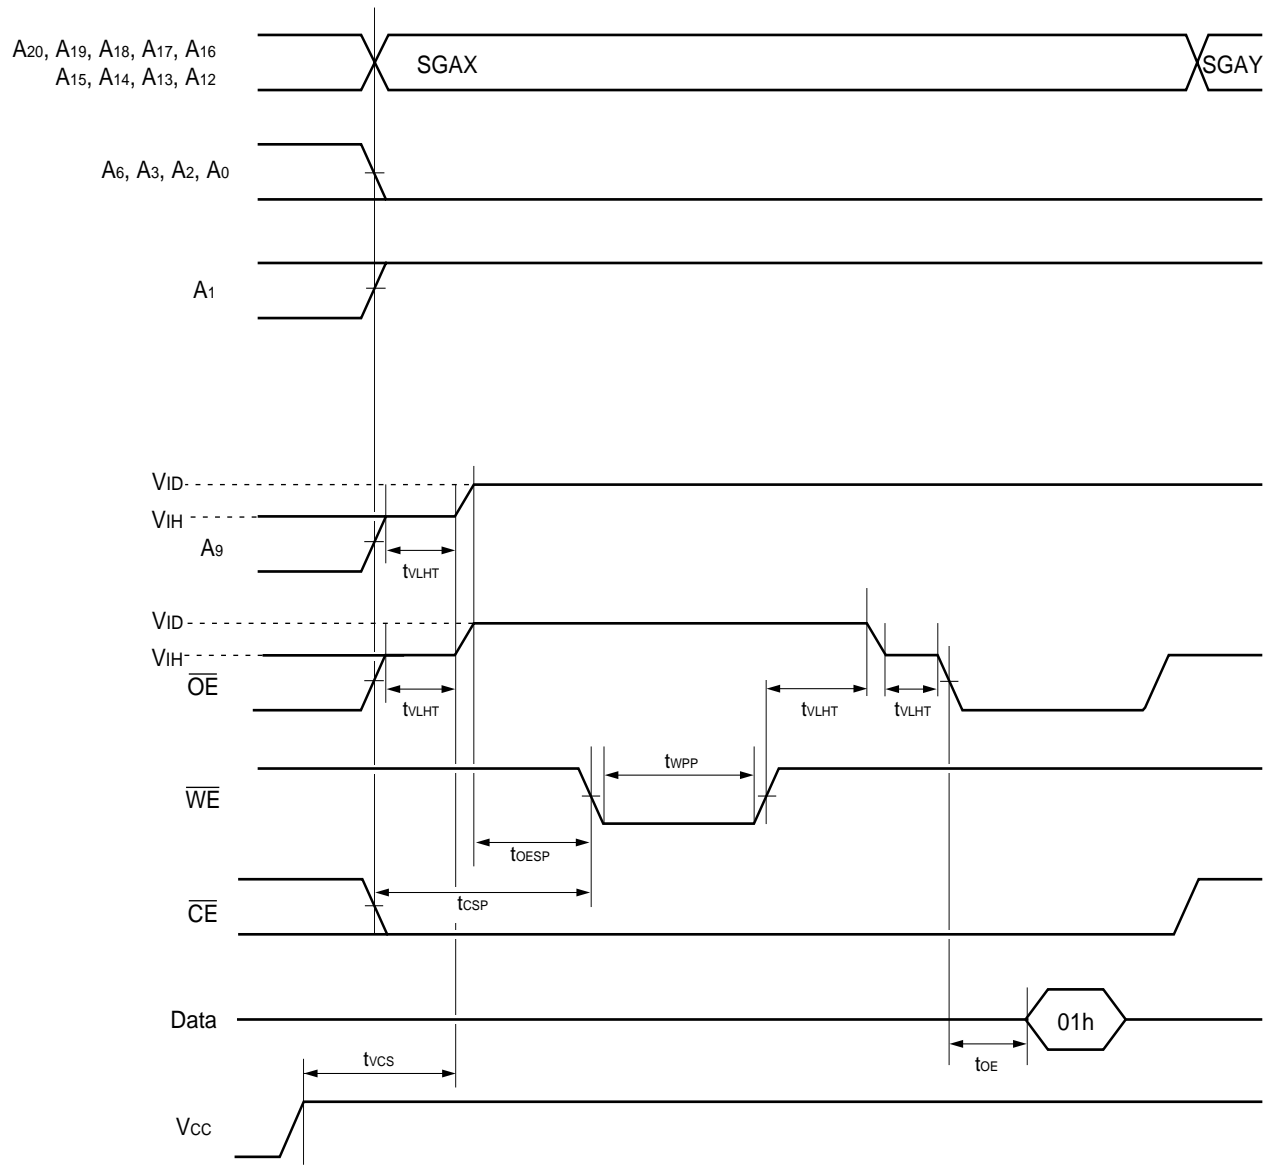 A20, A19, A18, A17, A16
A15, A14, A13, A12
SGAX
SGAY
A6, A3, A2, A0
A1
VID
VIH
A9
tVLHT
VID
VIH
OE
tVLHT
tVLHT
tVLHT
WE
tWPP
tOESP
CE
tCSP
Data
01h
tOE
tVCS
VCC